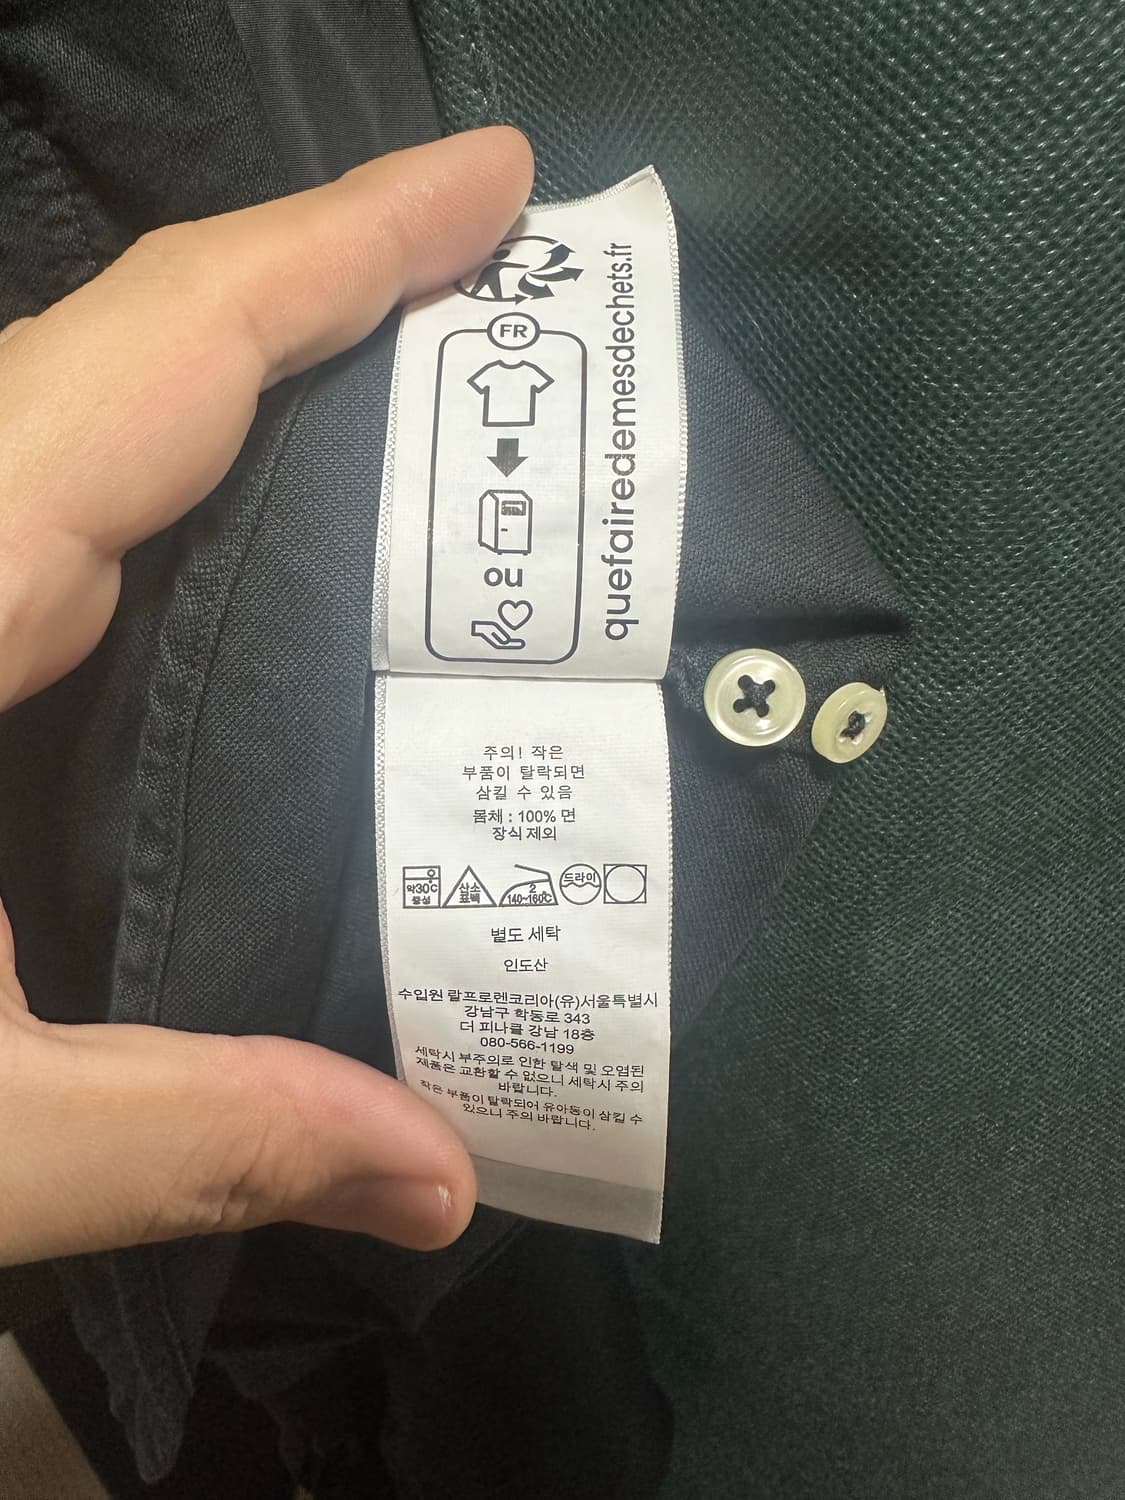 FR
ou
quefairedemesdechets.fr
주의! 작은
부품이 탈락되면
삼킬 수 있음
몸체 : 100% 면
장식 제외
약30℃
중성
산소
표백
2
140~160℃
드라이
별도 세탁
인도산
수입원 랄프로렌코리아(유)서울특별시
강남구 학동로 343
더 피나클 강남 18층
080-566-1199
세탁시 부주의로 인한 탈색 및 오염된
제품은 교환할 수 없으니 세탁시 주의
바랍니다.
작은 부품이 탈락되어 유아동이 삼킬 수
있으니 주의 바랍니다.